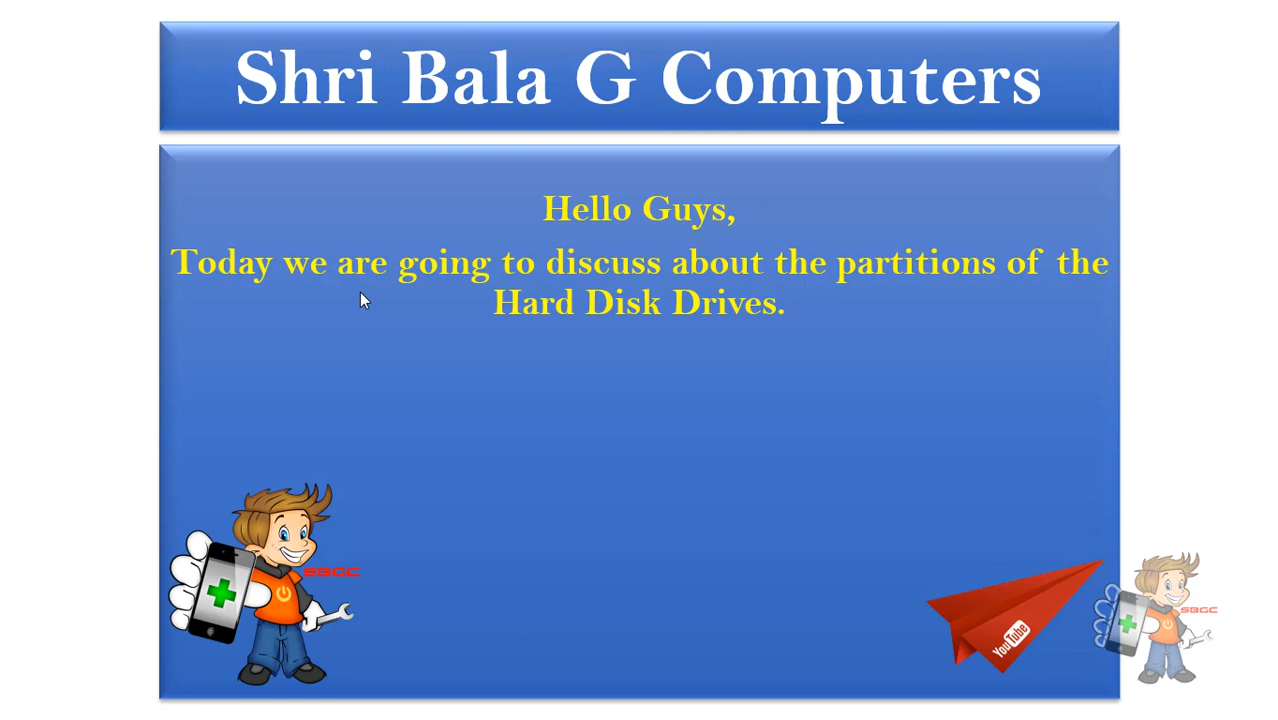 Shri Bala G Computers
Hello Guys,
Today we are going to discuss about the partitions of the
Hard Disk Drives.
SBGC
YouTube
SBGC